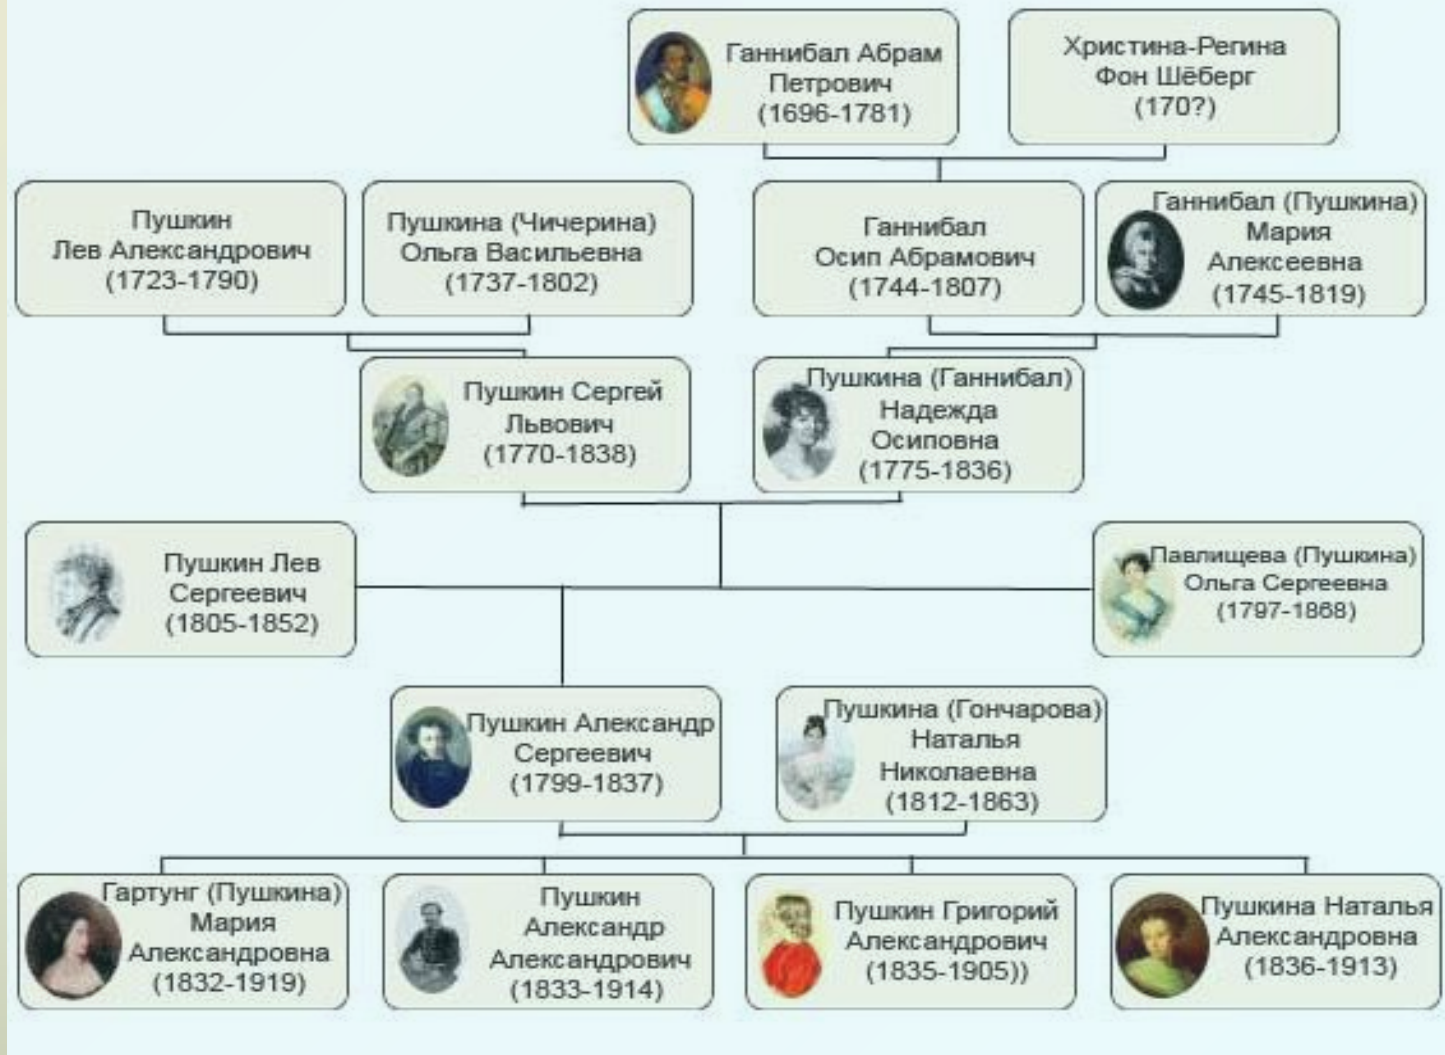 Ганнибал Абрам
Петрович
(1696-1781)
Христина-Регина
Фон Шёберг
(170?)
Пушкин
Лев Александрович
(1723-1790)
Пушкина (Чичерина)
Ольга Васильевна
(1737-1802)
Ганнибал
Осип Абрамович
(1744-1807)
Ганнибал (Пушкина)
Мария
Алексеевна
(1745-1819)
Пушкин Сергей
Львович
(1770-1838)
Пушкина (Ганнибал)
Надежда
Осиповна
(1775-1836)
Пушкин Лев
Сергеевич
(1805-1852)
Павлищева (Пушкина)
Ольга Сергеевна
(1797-1868)
Пушкин Александр
Сергеевич
(1799-1837)
Пушкина (Гончарова)
Наталья
Николаевна
(1812-1863)
Гартунг (Пушкина)
Мария
Александровна
(1832-1919)
Пушкин
Александр
Александрович
(1833-1914)
Пушкин Григорий
Александрович
(1835-1905))
Пушкина Наталья
Александровна
(1836-1913)